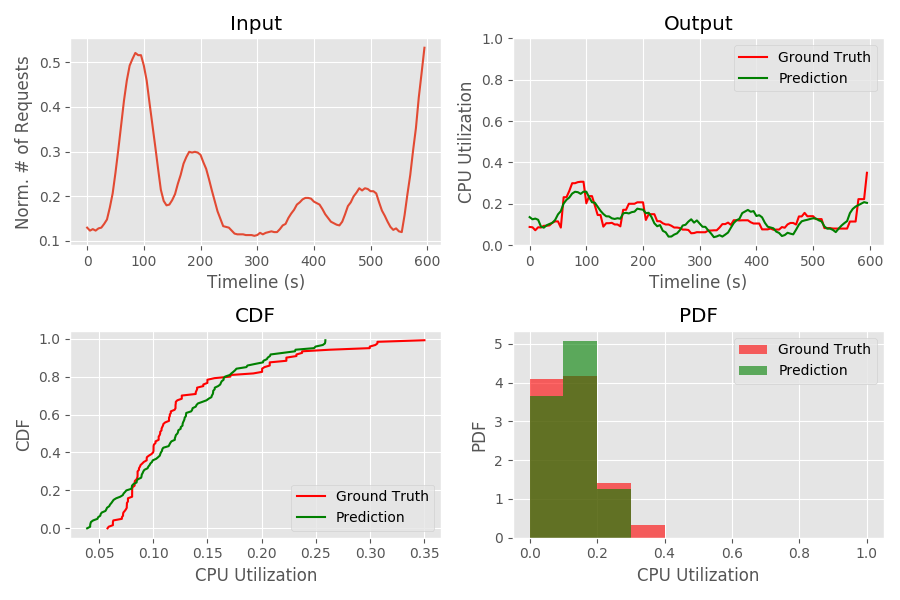 Input
Norm. # of Requests
0.5
0.4
0.3
0.2
0.1
0 100 200 300 400 500 600
Timeline (s)
Output
CPU Utilization
1.0
0.8
0.6
0.4
0.2
0.0
Ground Truth
Prediction
0 100 200 300 400 500 600
Timeline (s)
CDF
CDF
1.0
0.8
0.6
0.4
0.2
0.0
Ground Truth
Prediction
0.05 0.10 0.15 0.20 0.25 0.30 0.35
CPU Utilization
PDF
PDF
5
4
3
2
1
0
Ground Truth
Prediction
0.0 0.2 0.4 0.6 0.8 1.0
CPU Utilization